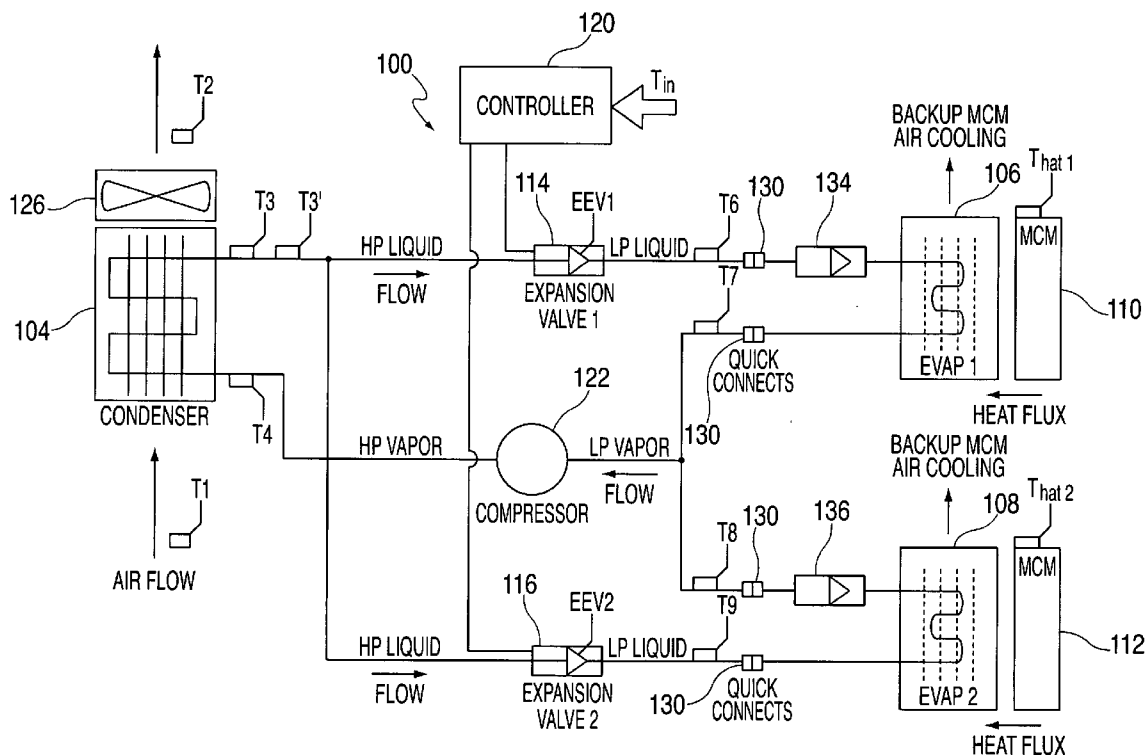 120
100
CONTROLLER
Tin
T2
BACKUP MCM
AIR COOLING
106
That 1
126
T3
T3'
114
EEV1
T6
130
134
MCM
HP LIQUID
LP LIQUID
FLOW
EXPANSION
VALVE 1
T7
104
110
QUICK
CONNECTS
EVAP 1
CONDENSER
T4
122
130
HEAT FLUX
HP VAPOR
LP VAPOR
BACKUP MCM
AIR COOLING
FLOW
COMPRESSOR
T1
108
That 2
T8
130
136
AIR FLOW
MCM
116
EEV2
T9
HP LIQUID
LP LIQUID
112
FLOW
EXPANSION
VALVE 2
130
QUICK
CONNECTS
EVAP 2
HEAT FLUX